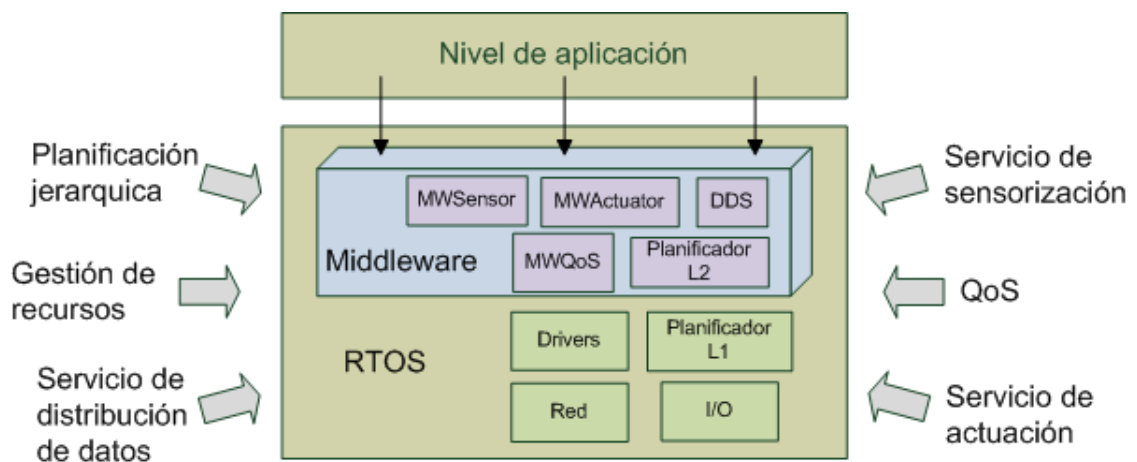 Nivel de aplicación
Planificación
jerarquica
Gestión de
recursos
Servicio de
distribución
de datos
MWSensor
MWActuator
DDS
Middleware
MWQoS
Planificador
L2
RTOS
Drivers
Planificador
L1
Red
I/O
Servicio de
sensorización
QoS
Servicio de
actuación